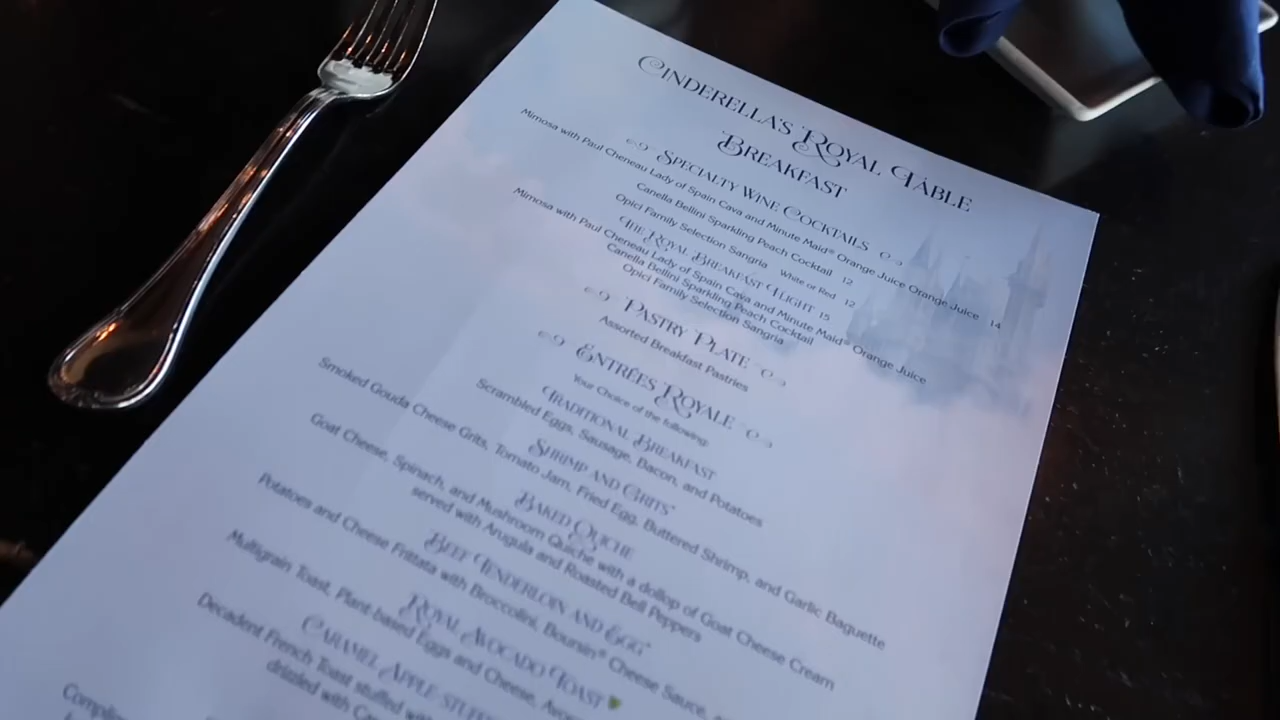 CINDERELLA'S ROYAL TABLE
BREAKFAST
SPECIALTY WINE COCKTAILS
Mimosa with Paul Cheneau Lady of Spain Cava and Minute Maid® Orange Juice Orange Juice 14
Canella Bellini Sparkling Peach Cocktail 12
Opici Family Selection Sangria White or Red 12
THE ROYAL BREAKFAST FLIGHT 15
Mimosa with Paul Cheneau Lady of Spain Cava and Minute Maid® Orange Juice
Canella Bellini Sparkling Peach Cocktail
Opici Family Selection Sangria
PASTRY PLATE
Assorted Breakfast Pastries
ENTRÉES ROYALE
Your Choice of the following:
TRADITIONAL BREAKFAST
Scrambled Eggs, Sausage, Bacon, and Potatoes
SHRIMP AND GRITS*
Smoked Gouda Cheese Grits, Tomato Jam, Fried Egg, Buttered Shrimp, and Garlic Baguette
BAKED QUICHE
Goat Cheese, Spinach, and Mushroom Quiche with a dollop of Goat Cheese Cream
served with Arugula and Roasted Bell Peppers
BEEF TENDERLOIN AND EGG*
Potatoes and Cheese Frittata with Broccolini, Boursin® Cheese Sauce,
ROYAL AVOCADO TOAST
Multigrain Toast, Plant-based Eggs and Cheese,
CARAMEL APPLE-STUFFED
Decadent French Toast stuffed with
drizzled with